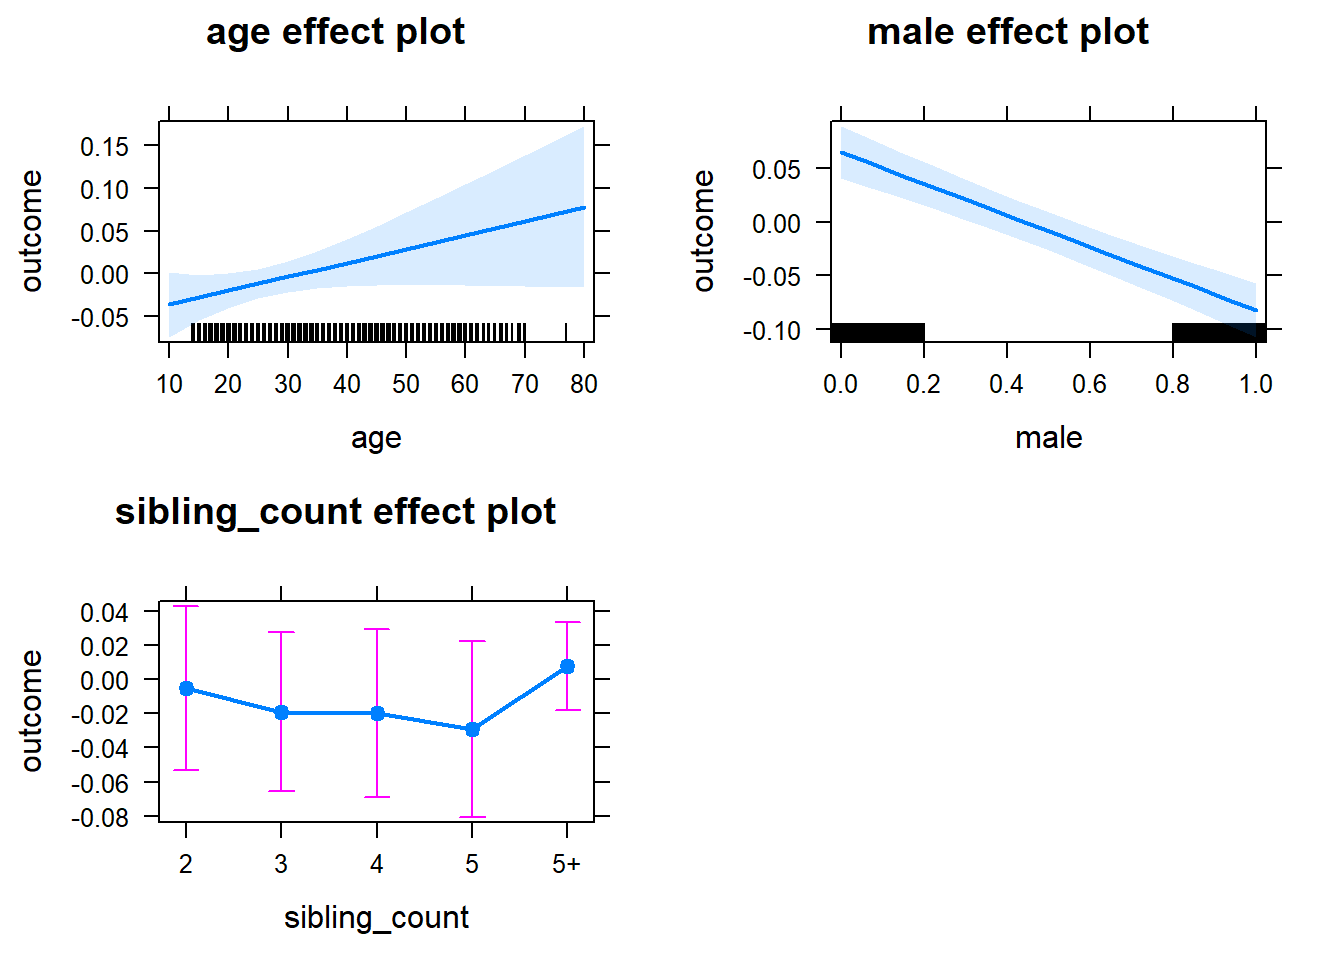 age effect plot
outcome
0.15
0.10
0.05
0.00
-0.05
10 20 30 40 50 60 70 80
age
male effect plot
outcome
0.05
0.00
-0.05
-0.10
0.0 0.2 0.4 0.6 0.8 1.0
male
sibling_count effect plot
outcome
0.04
0.02
0.00
-0.02
-0.04
-0.06
-0.08
2 3 4 5 5+
sibling_count